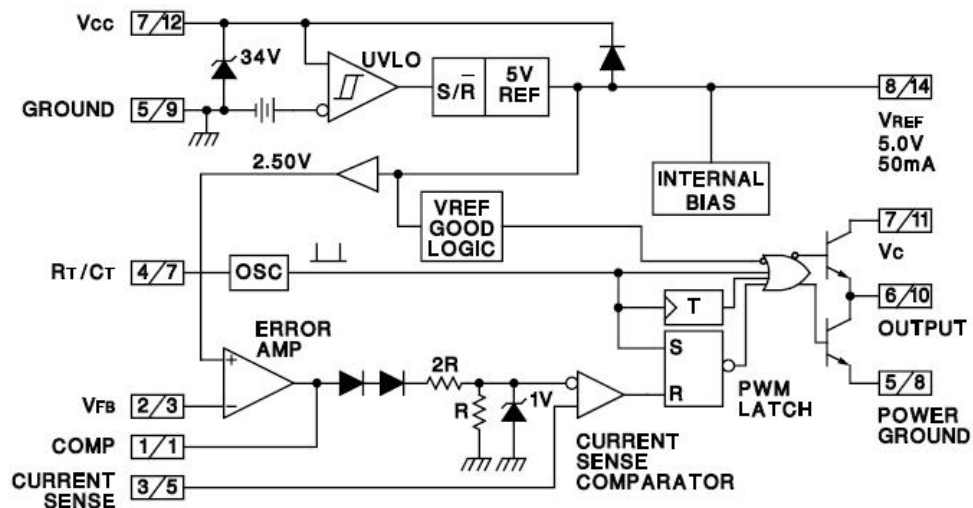 VCC 7/12
34V
UVLO
S/R̅
5V
REF
GROUND 5/9
8/14
VREF
5.0V
50mA
2.50V
INTERNAL
BIAS
VREF
GOOD
LOGIC
7/11
VC
RT/CT 4/7
OSC
T
6/10
OUTPUT
ERROR
AMP
+
−
2R
R
1V
S
R
PWM
LATCH
5/8
POWER
GROUND
VFB 2/3
COMP 1/1
CURRENT
SENSE
3/5
CURRENT
SENSE
COMPARATOR